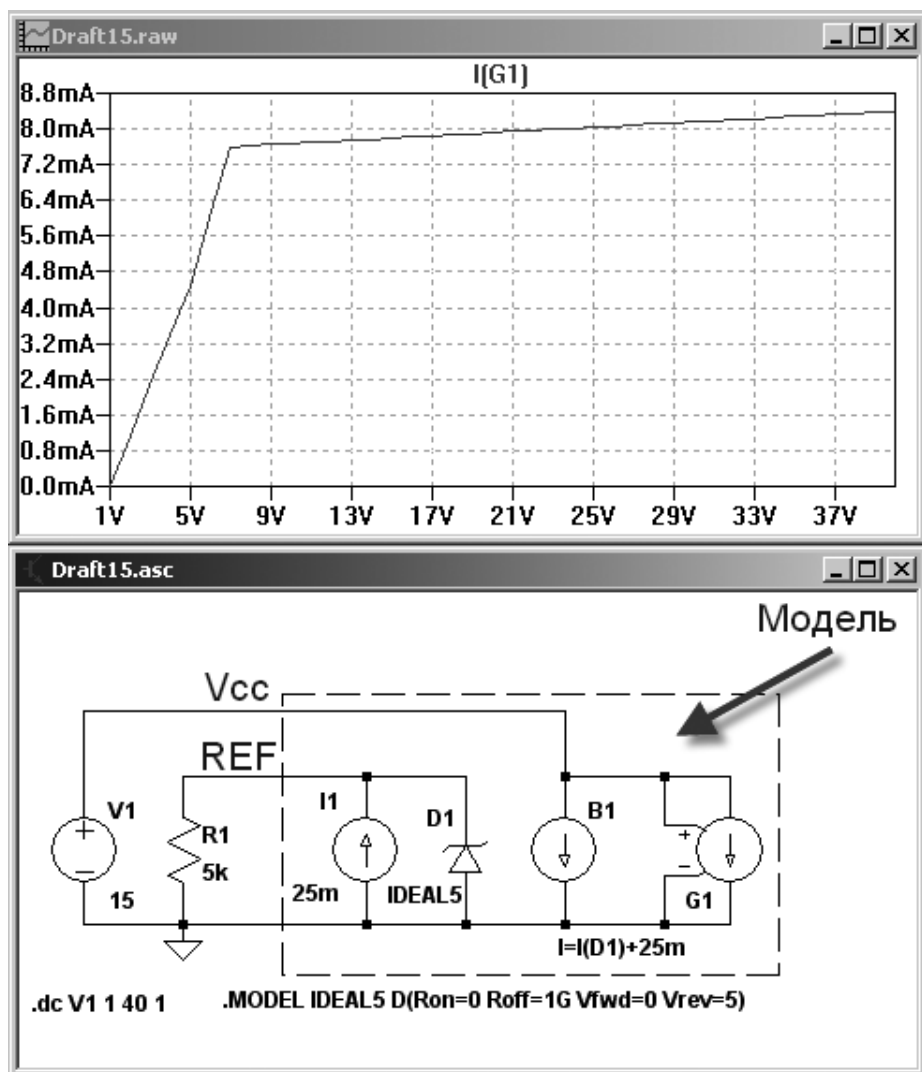 Draft15.raw
I(G1)
8.8mA
8.0mA
7.2mA
6.4mA
5.6mA
4.8mA
4.0mA
3.2mA
2.4mA
1.6mA
0.8mA
0.0mA
1V 5V 9V 13V 17V 21V 25V 29V 33V 37V
Draft15.asc
Модель
Vcc
REF
V1
15
R1
5k
I1
25m
D1
IDEAL5
B1
I=I(D1)+25m
+
−
G1
.dc V1 1 40 1
.MODEL IDEAL5 D(Ron=0 Roff=1G Vfwd=0 Vrev=5)